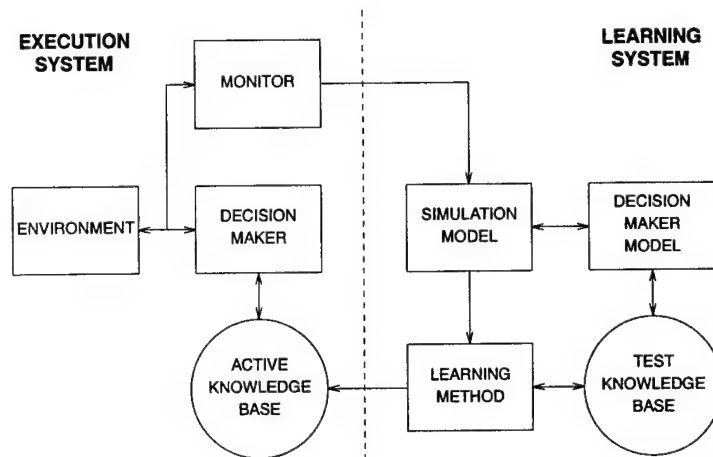 EXECUTION
SYSTEM
LEARNING
SYSTEM
MONITOR
ENVIRONMENT
DECISION
MAKER
SIMULATION
MODEL
DECISION
MAKER
MODEL
ACTIVE
KNOWLEDGE
BASE
LEARNING
METHOD
TEST
KNOWLEDGE
BASE